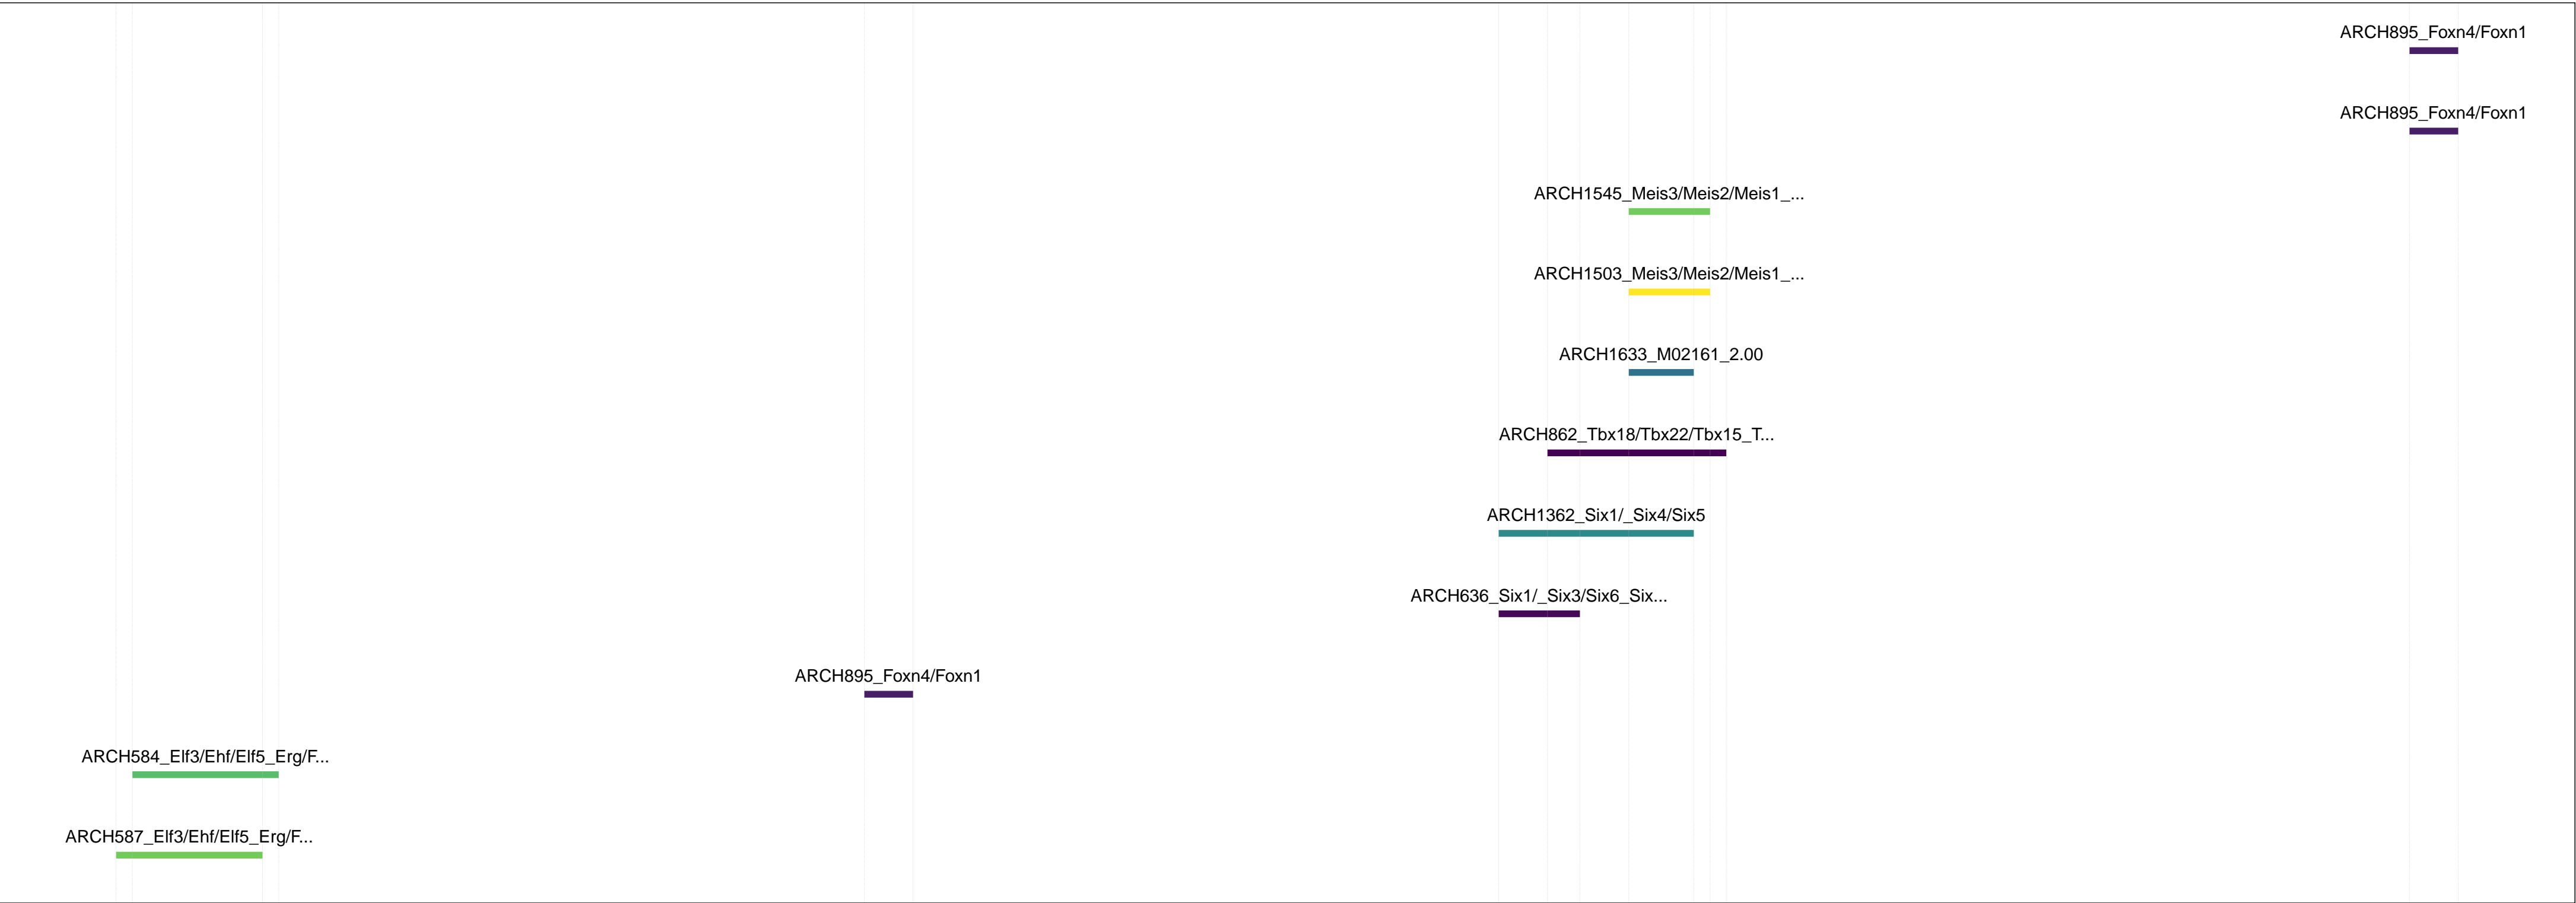 ARCH895_Foxn4/Foxn1
ARCH895_Foxn4/Foxn1
ARCH1545_Meis3/Meis2/Meis1_...
ARCH1503_Meis3/Meis2/Meis1_...
ARCH1633_M02161_2.00
ARCH862_Tbx18/Tbx22/Tbx15_T...
ARCH1362_Six1/_Six4/Six5
ARCH636_Six1/_Six3/Six6_Six...
ARCH895_Foxn4/Foxn1
ARCH584_Elf3/Ehf/Elf5_Erg/F...
ARCH587_Elf3/Ehf/Elf5_Erg/F...